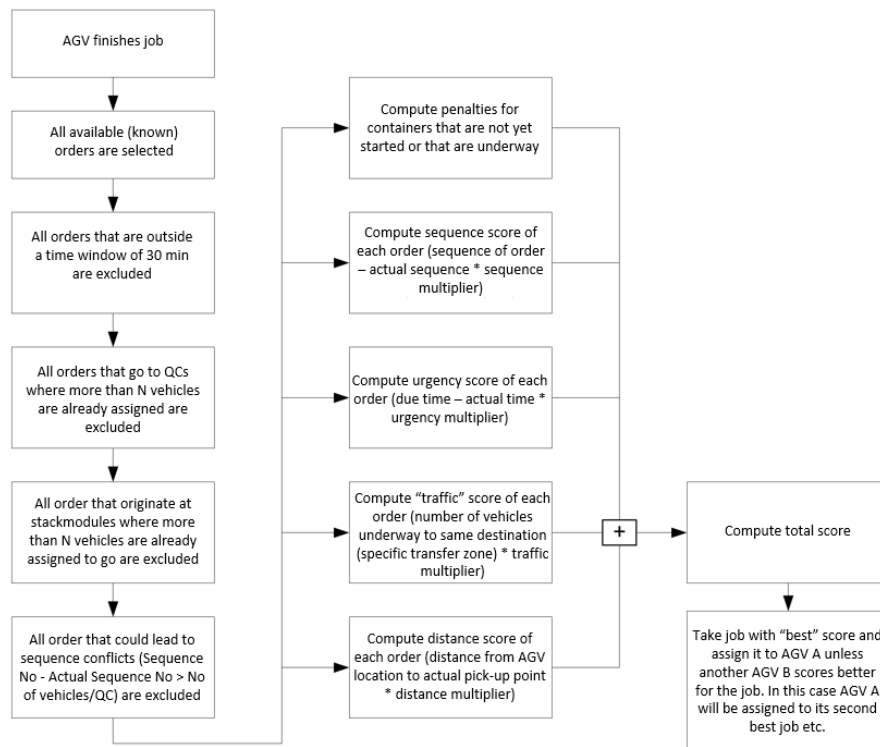 AGV finishes job
All available (known)
orders are selected
All orders that are outside
a time window of 30 min
are excluded
All orders that go to QCs
where more than N vehicles
are already assigned are
excluded
All order that originate at
stackmodules where more
than N vehicles are already
assigned to go are excluded
All order that could lead to
sequence conflicts (Sequence
No - Actual Sequence No > No
of vehicles/QC) are excluded
Compute penalties for
containers that are not yet
started or that are underway
Compute sequence score of
each order (sequence of order
– actual sequence * sequence
multiplier)
Compute urgency score of each
order (due time – actual time *
urgency multiplier)
Compute “traffic” score of each
order (number of vehicles
underway to same destination
(specific transfer zone) * traffic
multiplier)
Compute distance score of
each order (distance from AGV
location to actual pick-up point
* distance multiplier)
+
Compute total score
Take job with “best” score and
assign it to AGV A unless
another AGV B scores better
for the job. In this case AGV A
will be assigned to its second
best job etc.